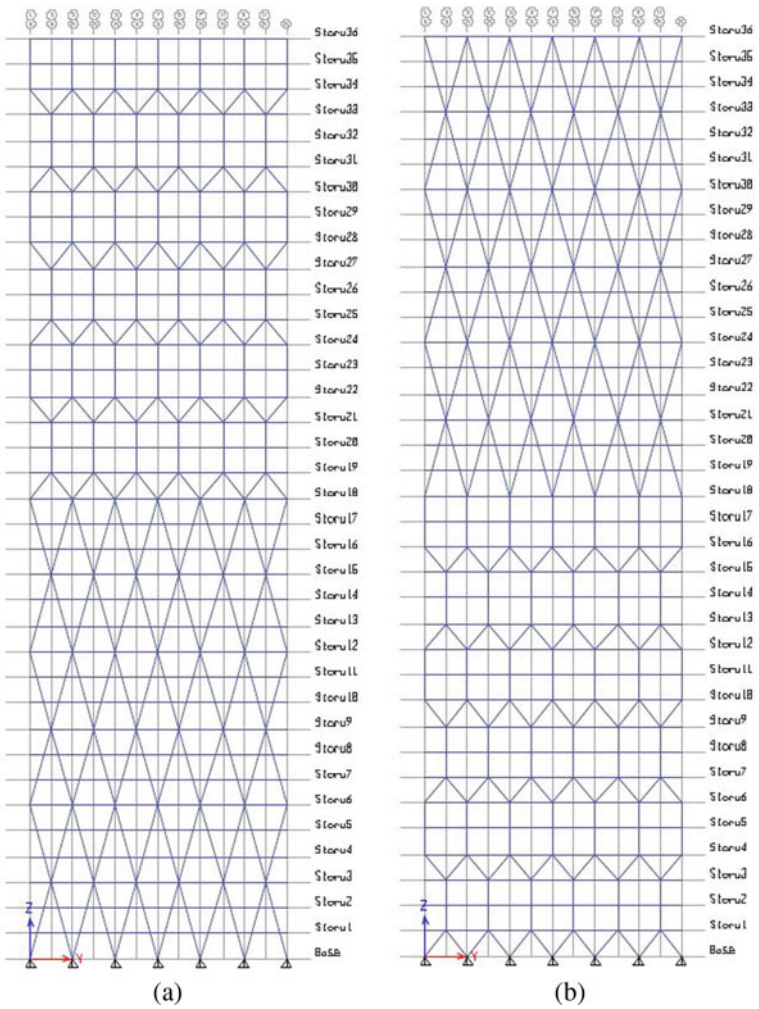 Story36
Story35
Story34
Story33
Story32
Story31
Story30
Story29
Story28
Story27
Story26
Story25
Story24
Story23
Story22
Story21
Story20
Story19
Story18
Story17
Story16
Story15
Story14
Story13
Story12
Story11
Story10
Story9
Story8
Story7
Story6
Story5
Story4
Story3
Story2
Story1
Base
Z
Y
(a)
Story36
Story35
Story34
Story33
Story32
Story31
Story30
Story29
Story28
Story27
Story26
Story25
Story24
Story23
Story22
Story21
Story20
Story19
Story18
Story17
Story16
Story15
Story14
Story13
Story12
Story11
Story10
Story9
Story8
Story7
Story6
Story5
Story4
Story3
Story2
Story1
Base
Z
Y
(b)